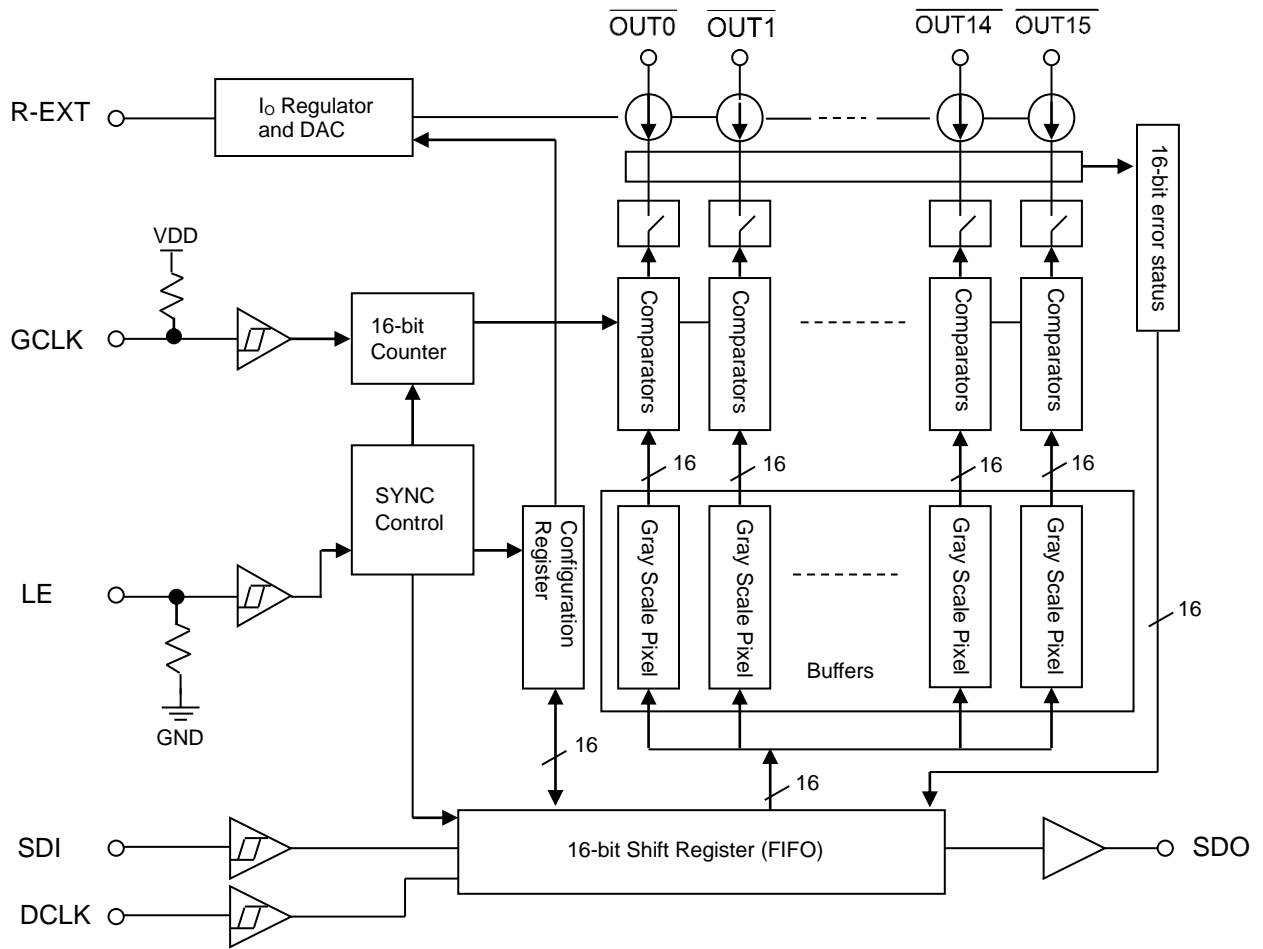 OUT0 OUT1 OUT14 OUT15
R-EXT
I₀ Regulator
and DAC
16-bit error status
VDD
GCLK
16-bit
Counter
Comparators
Comparators
Comparators
Comparators
16 16 16 16
SYNC
Control
Configuration
Register
Gray Scale Pixel
Gray Scale Pixel
Gray Scale Pixel
Gray Scale Pixel
Buffers
LE
GND
16
16
16
SDI
16-bit Shift Register (FIFO)
SDO
DCLK